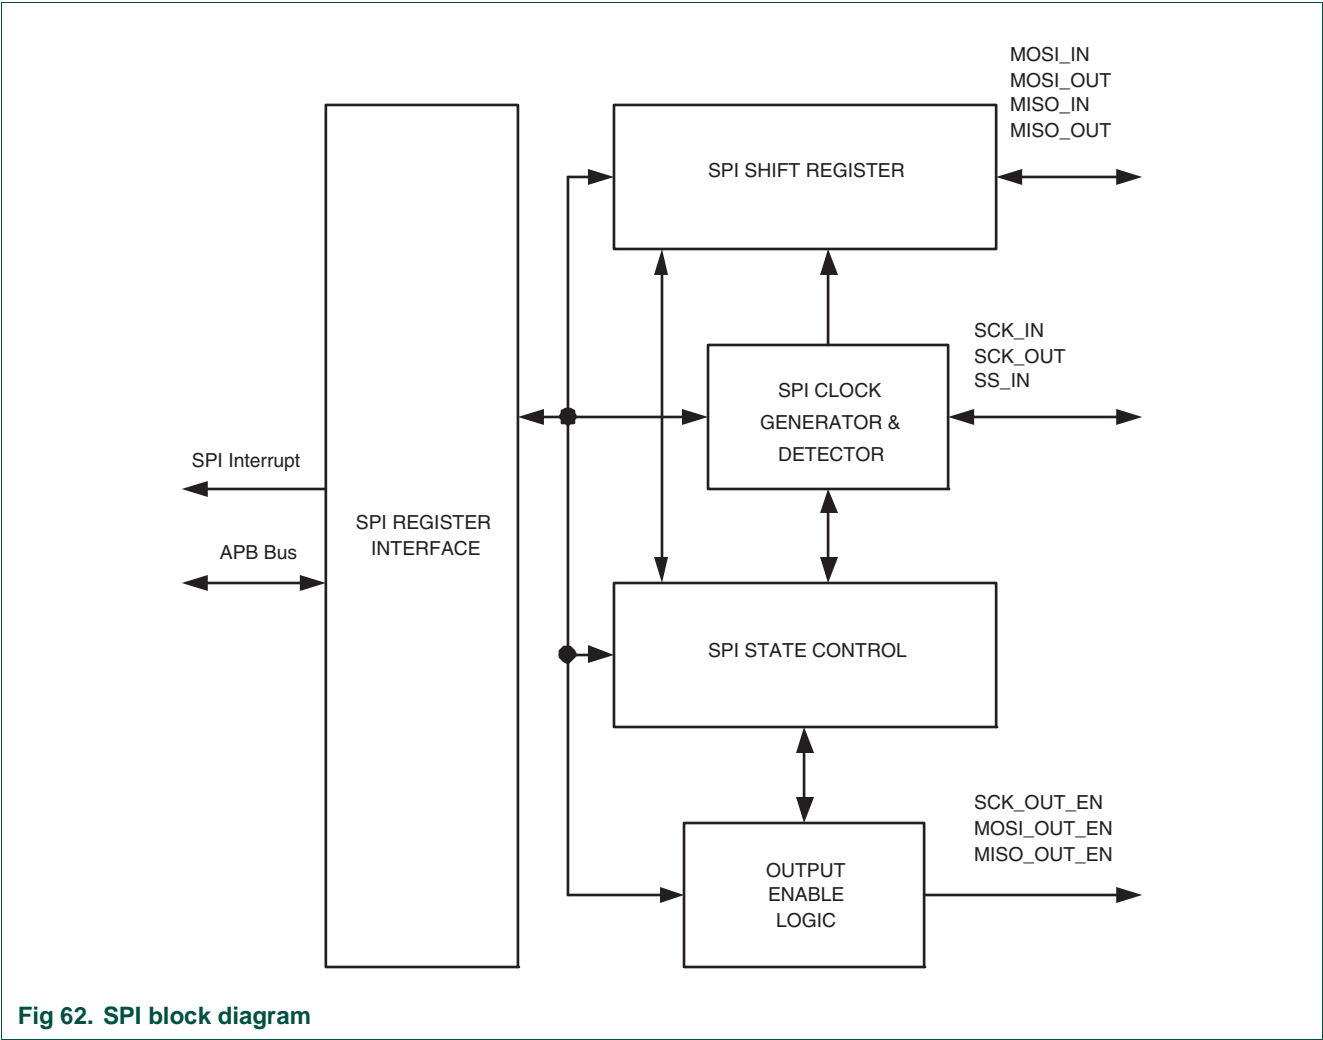 MOSI_IN
MOSI_OUT
MISO_IN
MISO_OUT
SPI SHIFT REGISTER
SCK_IN
SCK_OUT
SS_IN
SPI CLOCK
GENERATOR &
DETECTOR
SPI Interrupt
SPI REGISTER
INTERFACE
APB Bus
SPI STATE CONTROL
SCK_OUT_EN
MOSI_OUT_EN
MISO_OUT_EN
OUTPUT
ENABLE
LOGIC
Fig 62. SPI block diagram